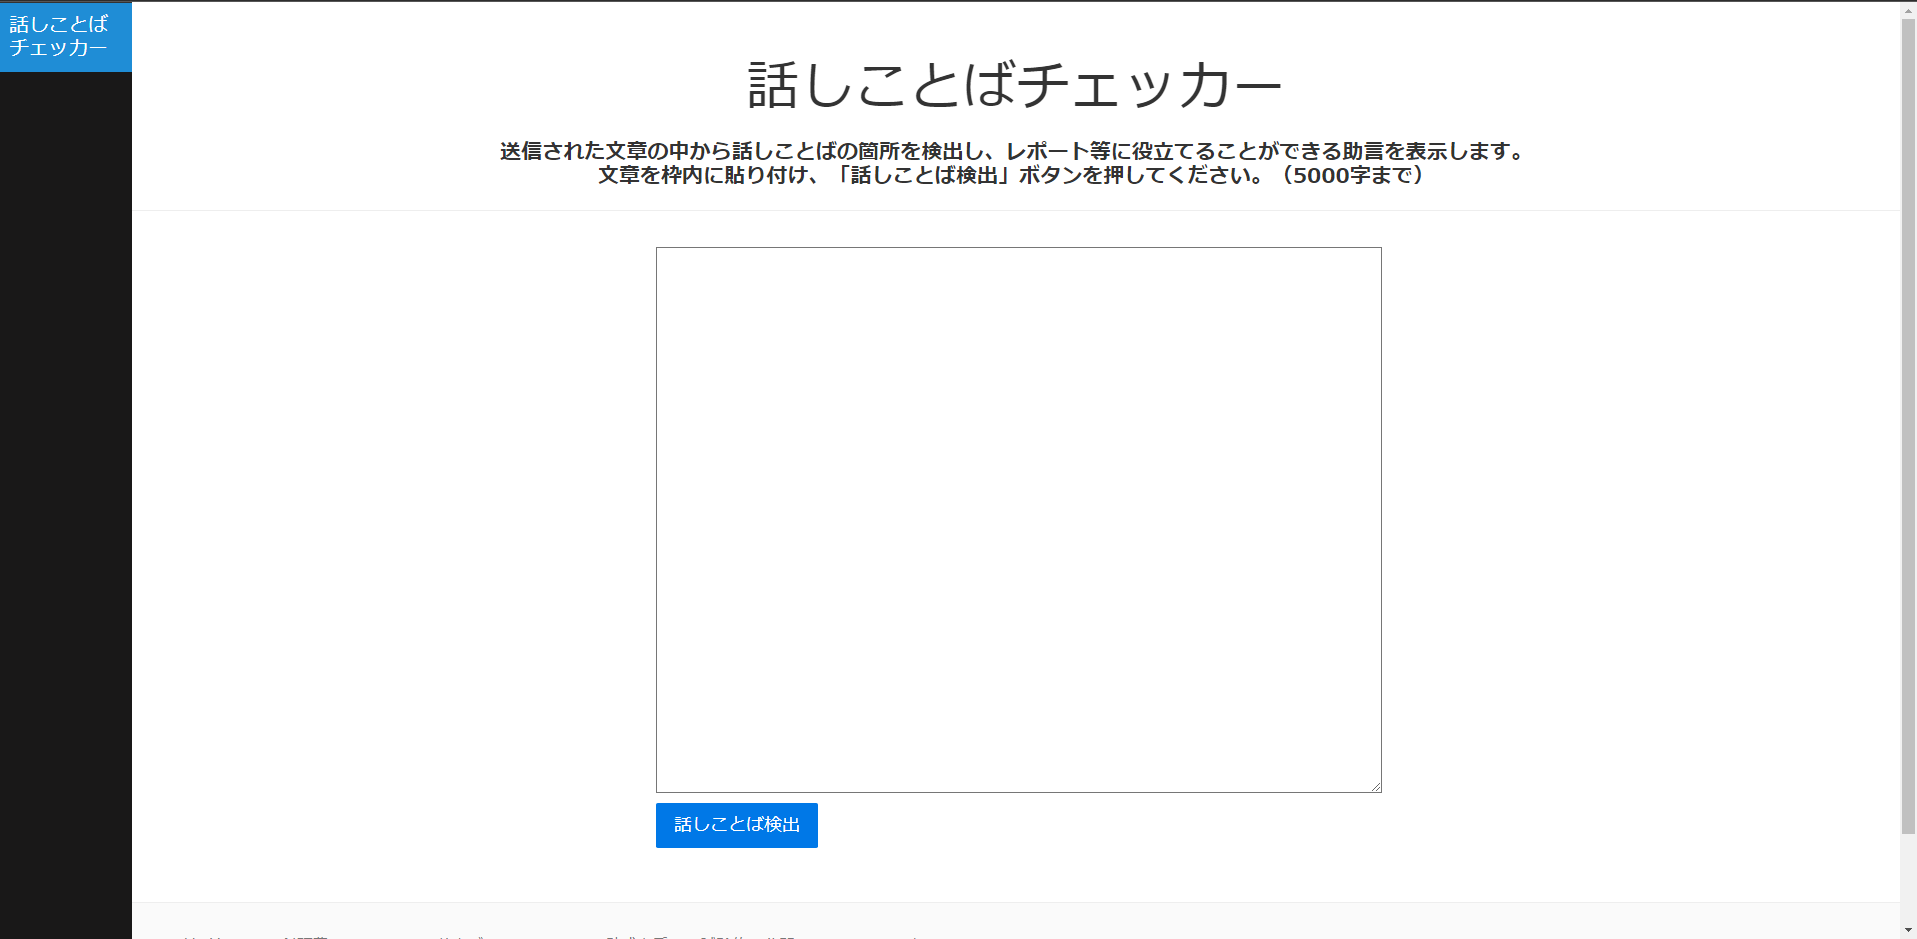 話しことば
チェッカー
話しことばチェッカー
送信された文章の中から話しことばの箇所を検出し、レポート等に役立てることができる助言を表示します。
文章を枠内に貼り付け、「話しことば検出」ボタンを押してください。（5000字まで）
話しことば検出